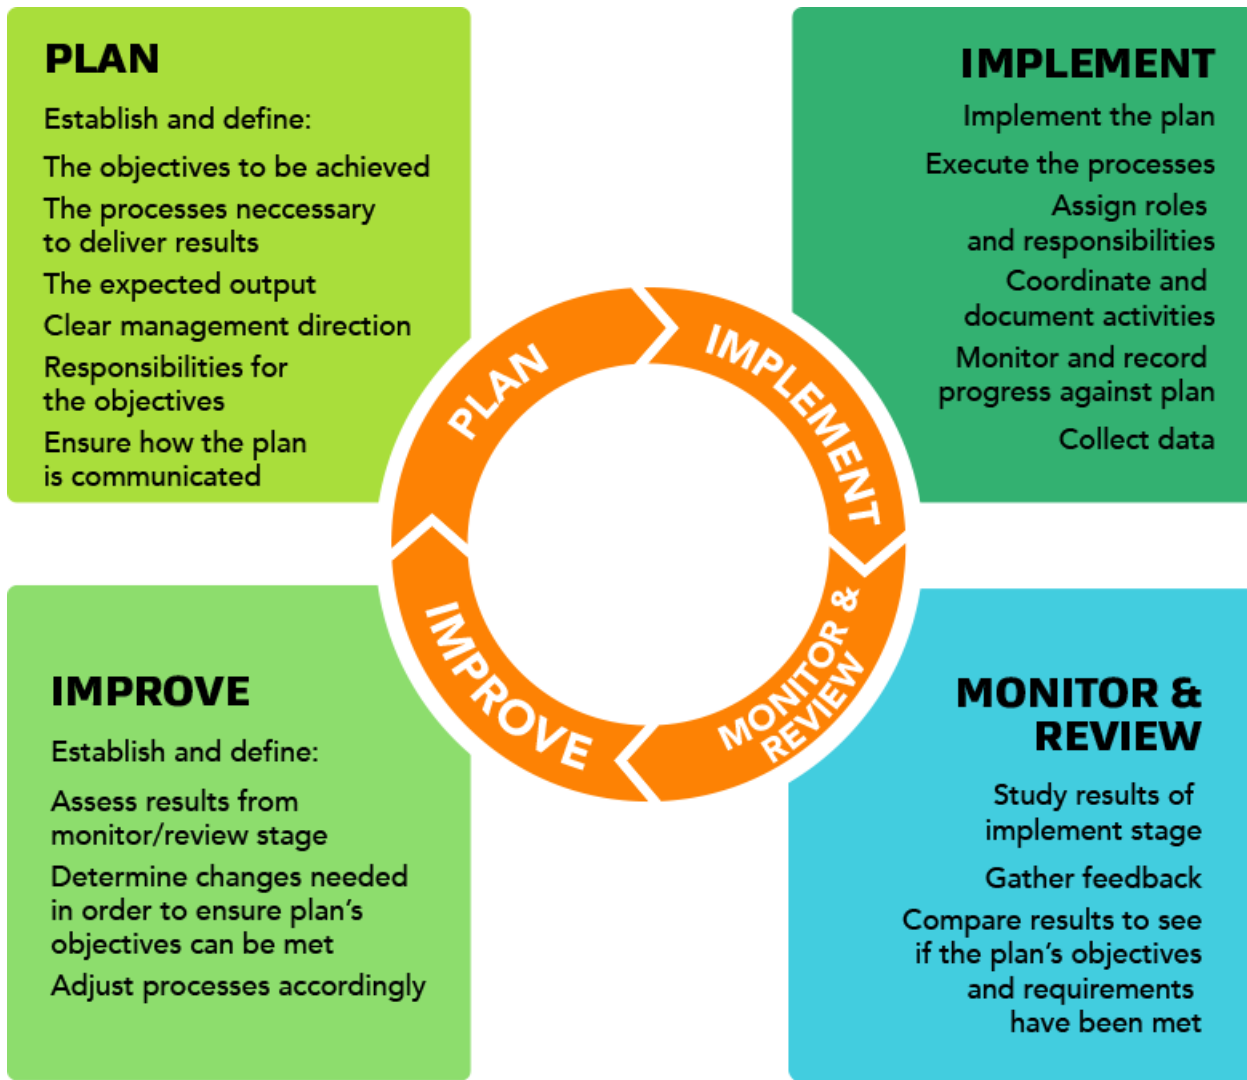 PLAN
Establish and define:
The objectives to be achieved
The processes neccessary
to deliver results
The expected output
Clear management direction
Responsibilities for
the objectives
Ensure how the plan
is communicated
IMPLEMENT
Implement the plan
Execute the processes
Assign roles
and responsibilities
Coordinate and
document activities
Monitor and record
progress against plan
Collect data
PLAN
IMPLEMENT
MONITOR &
REVIEW
IMPROVE
IMPROVE
Establish and define:
Assess results from
monitor/review stage
Determine changes needed
in order to ensure plan's
objectives can be met
Adjust processes accordingly
MONITOR &
REVIEW
Study results of
implement stage
Gather feedback
Compare results to see
if the plan's objectives
and requirements
have been met